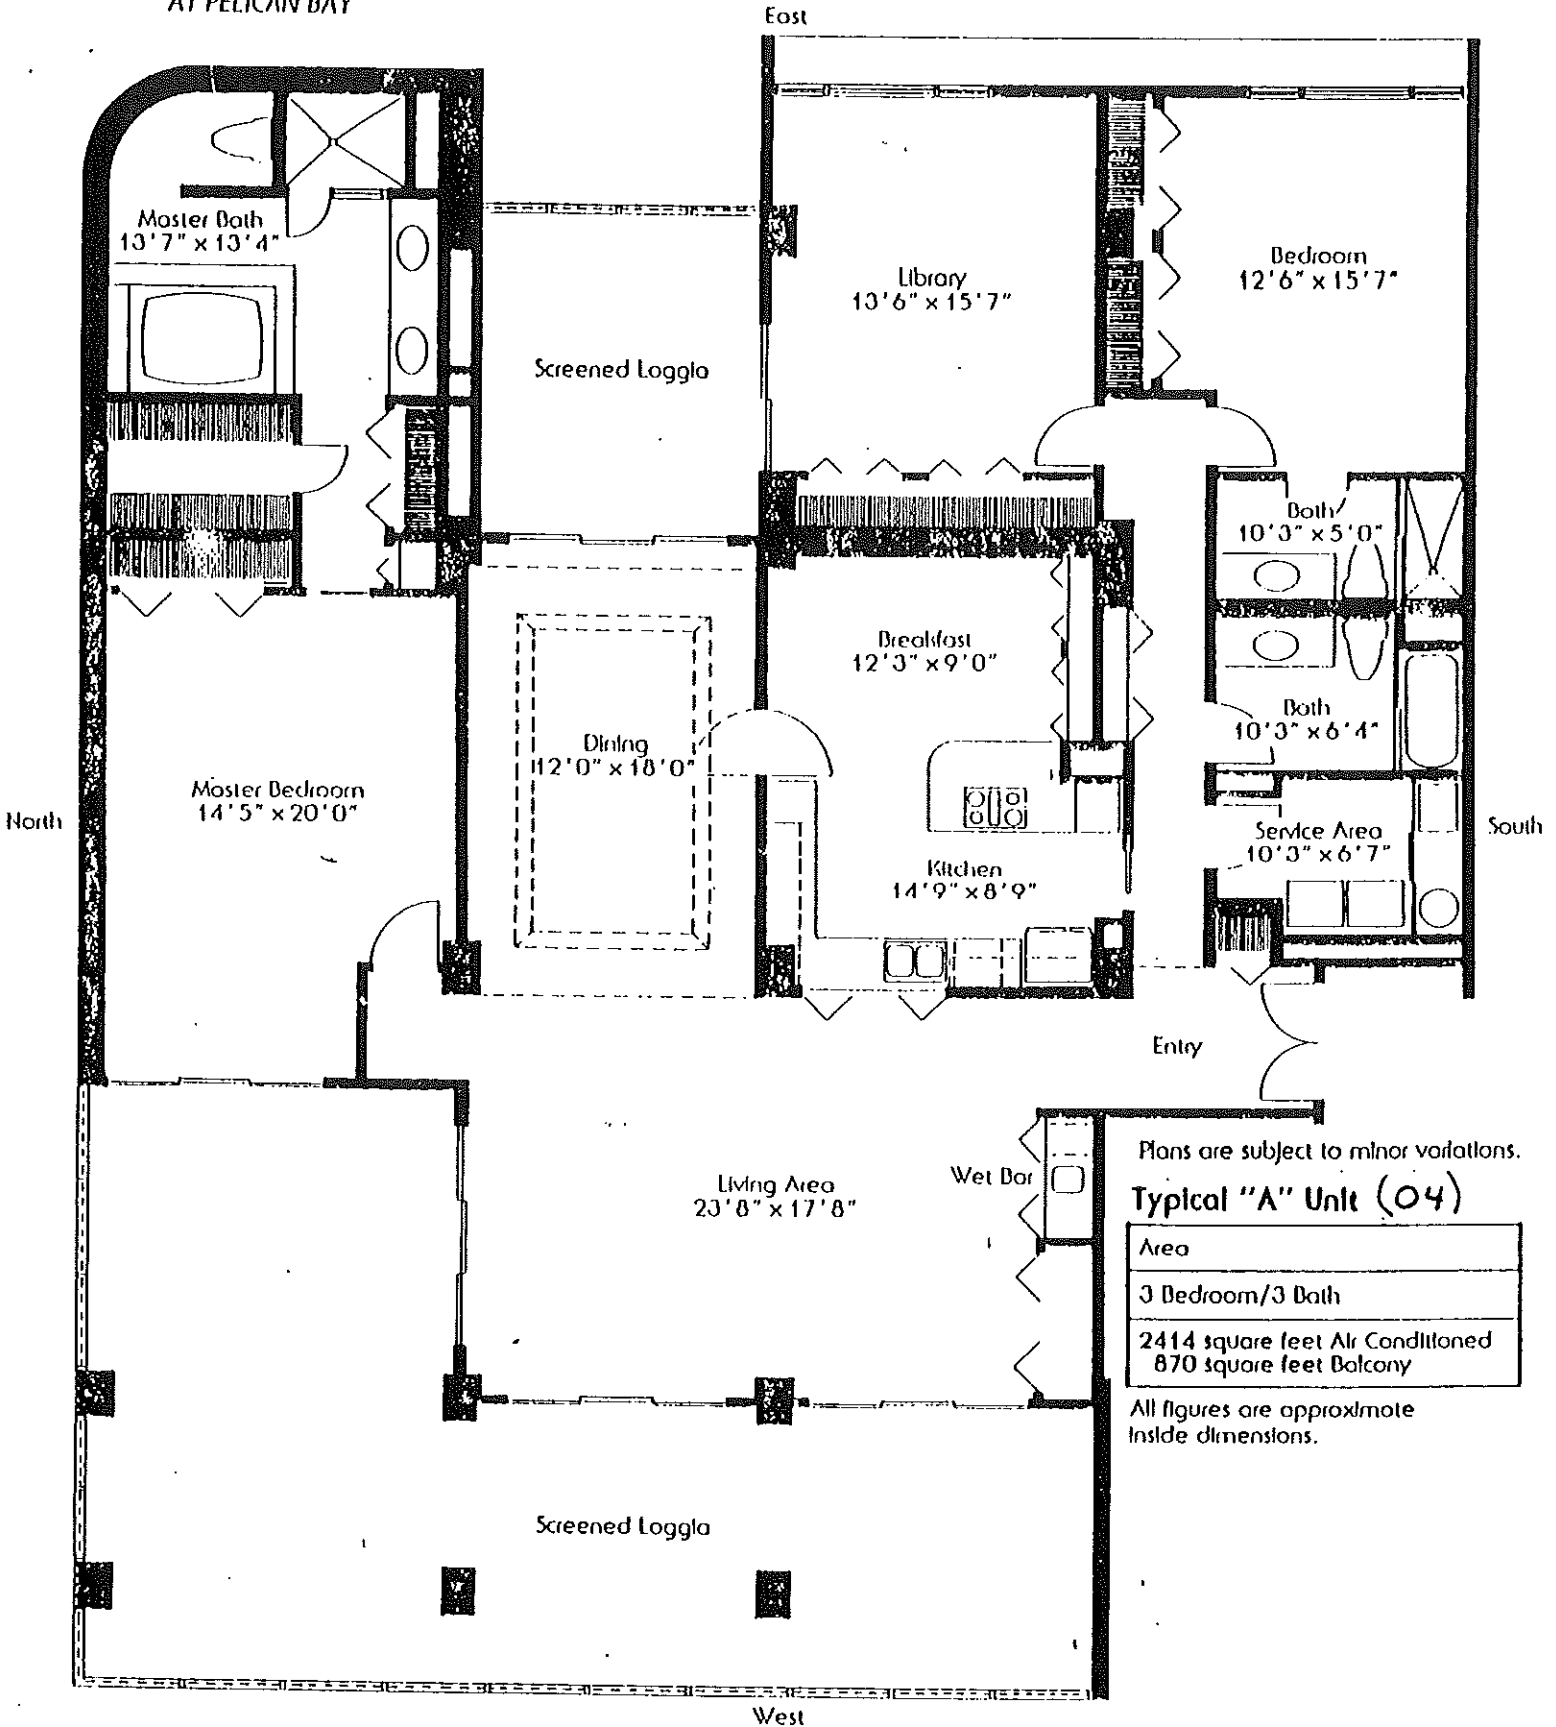 AT PELICAN BAY
East
Master Bath
13'7" x 13'4"
Library
13'6" x 15'7"
Bedroom
12'6" x 15'7"
Screened Loggia
Bath
10'3" x 5'0"
Breakfast
12'3" x 9'0"
Bath
10'3" x 6'4"
Dining
12'0" x 18'0"
Master Bedroom
14'5" x 20'0"
North
South
Service Area
10'3" x 6'7"
Kitchen
14'9" x 8'9"
Entry
Living Area
23'8" x 17'8"
Wet Bar
Plans are subject to minor variations.
Typical "A" Unit (04)
Area
3 Bedroom/3 Bath
2414 square feet Air Conditioned
870 square feet Balcony
All figures are approximate
inside dimensions.
Screened Loggia
West